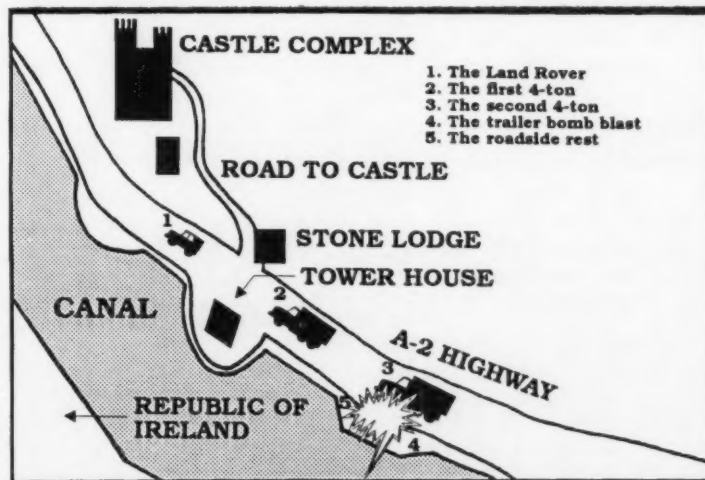 CASTLE COMPLEX
1. The Land Rover
2. The first 4-ton
3. The second 4-ton
4. The trailer bomb blast
5. The roadside rest
ROAD TO CASTLE
1
STONE LODGE
TOWER HOUSE
2
CANAL
A-2 HIGHWAY
3
5
REPUBLIC OF
IRELAND
4